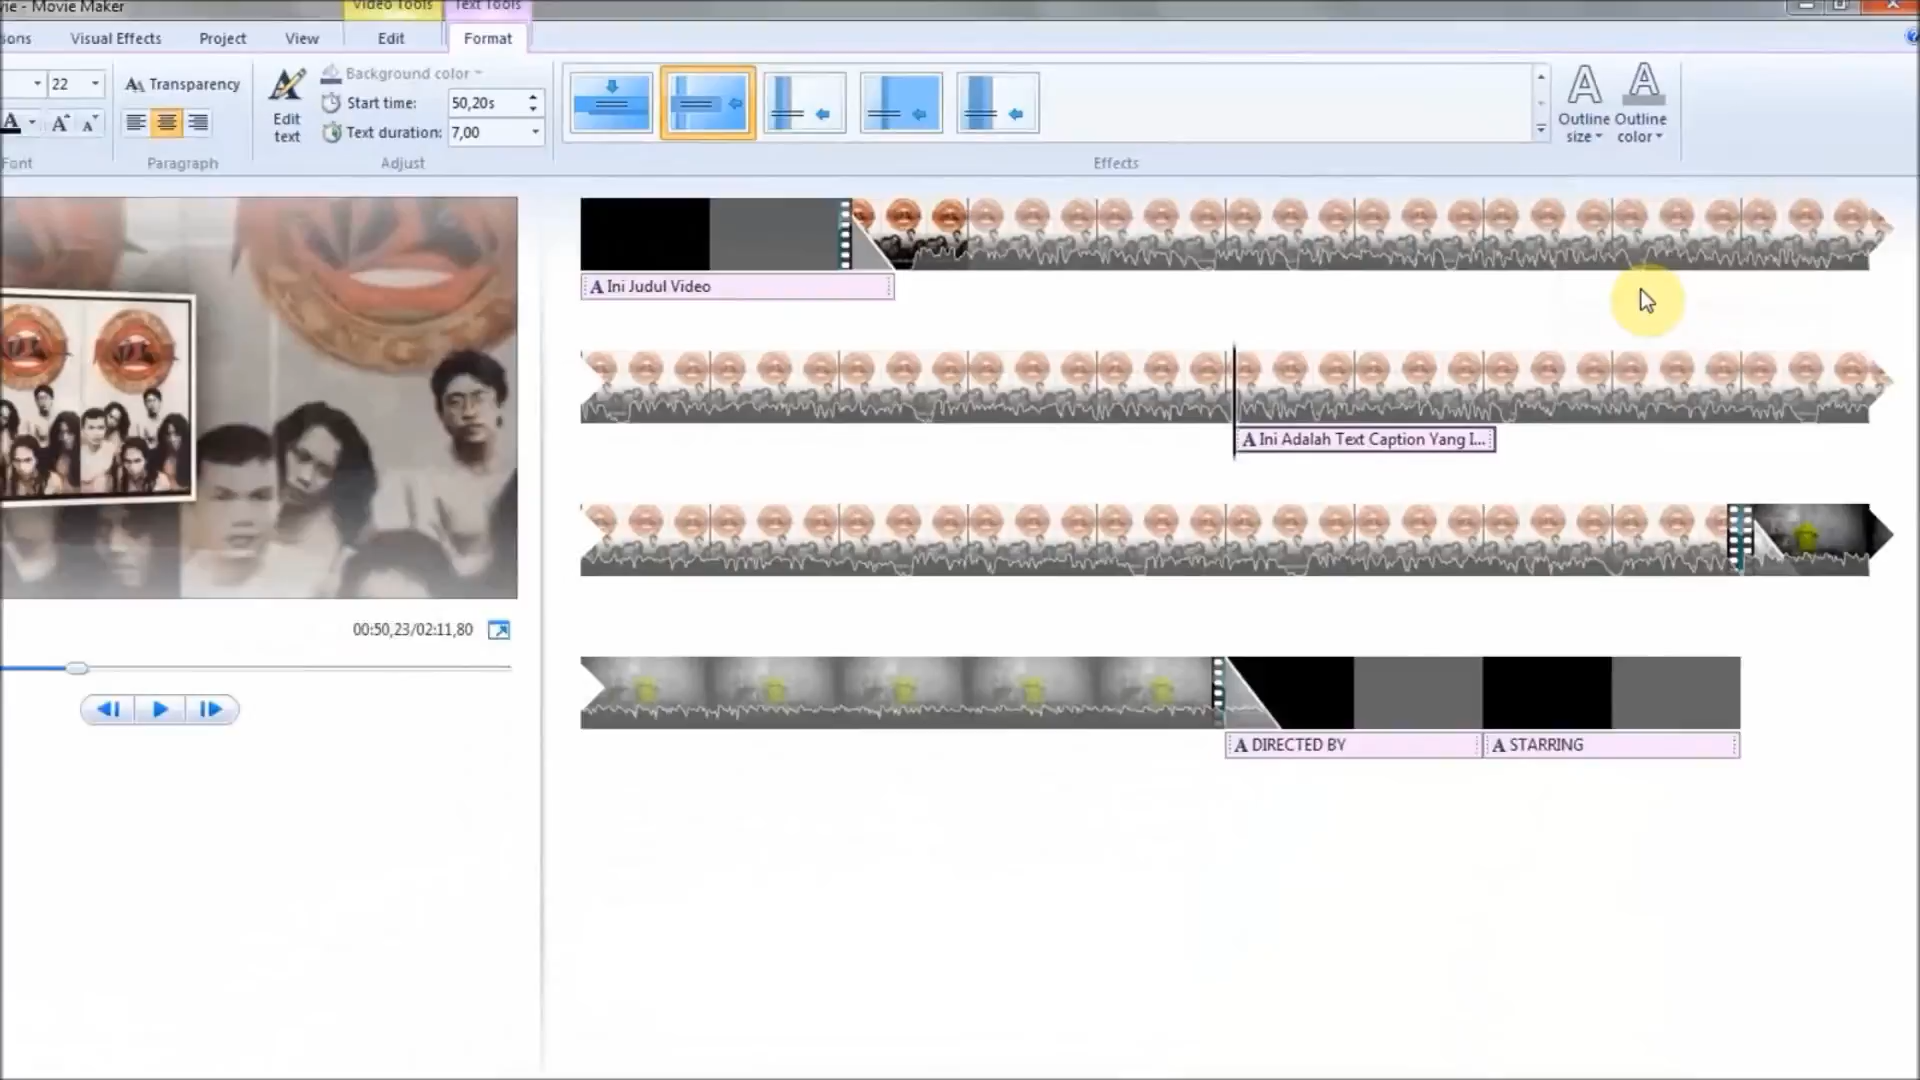 vie - Movie Maker
Video Tools
Text Tools
ions
Visual Effects
Project
View
Edit
Format
22
Transparency
A
A
A
Font
Paragraph
Edit
text
Background color
Start time:
50,20s
Text duration:
7,00
Adjust
Effects
Outline
size
Outline
color
A Ini Judul Video
A Ini Adalah Text Caption Yang I...
00:50,23/02:11,80
A DIRECTED BY
A STARRING